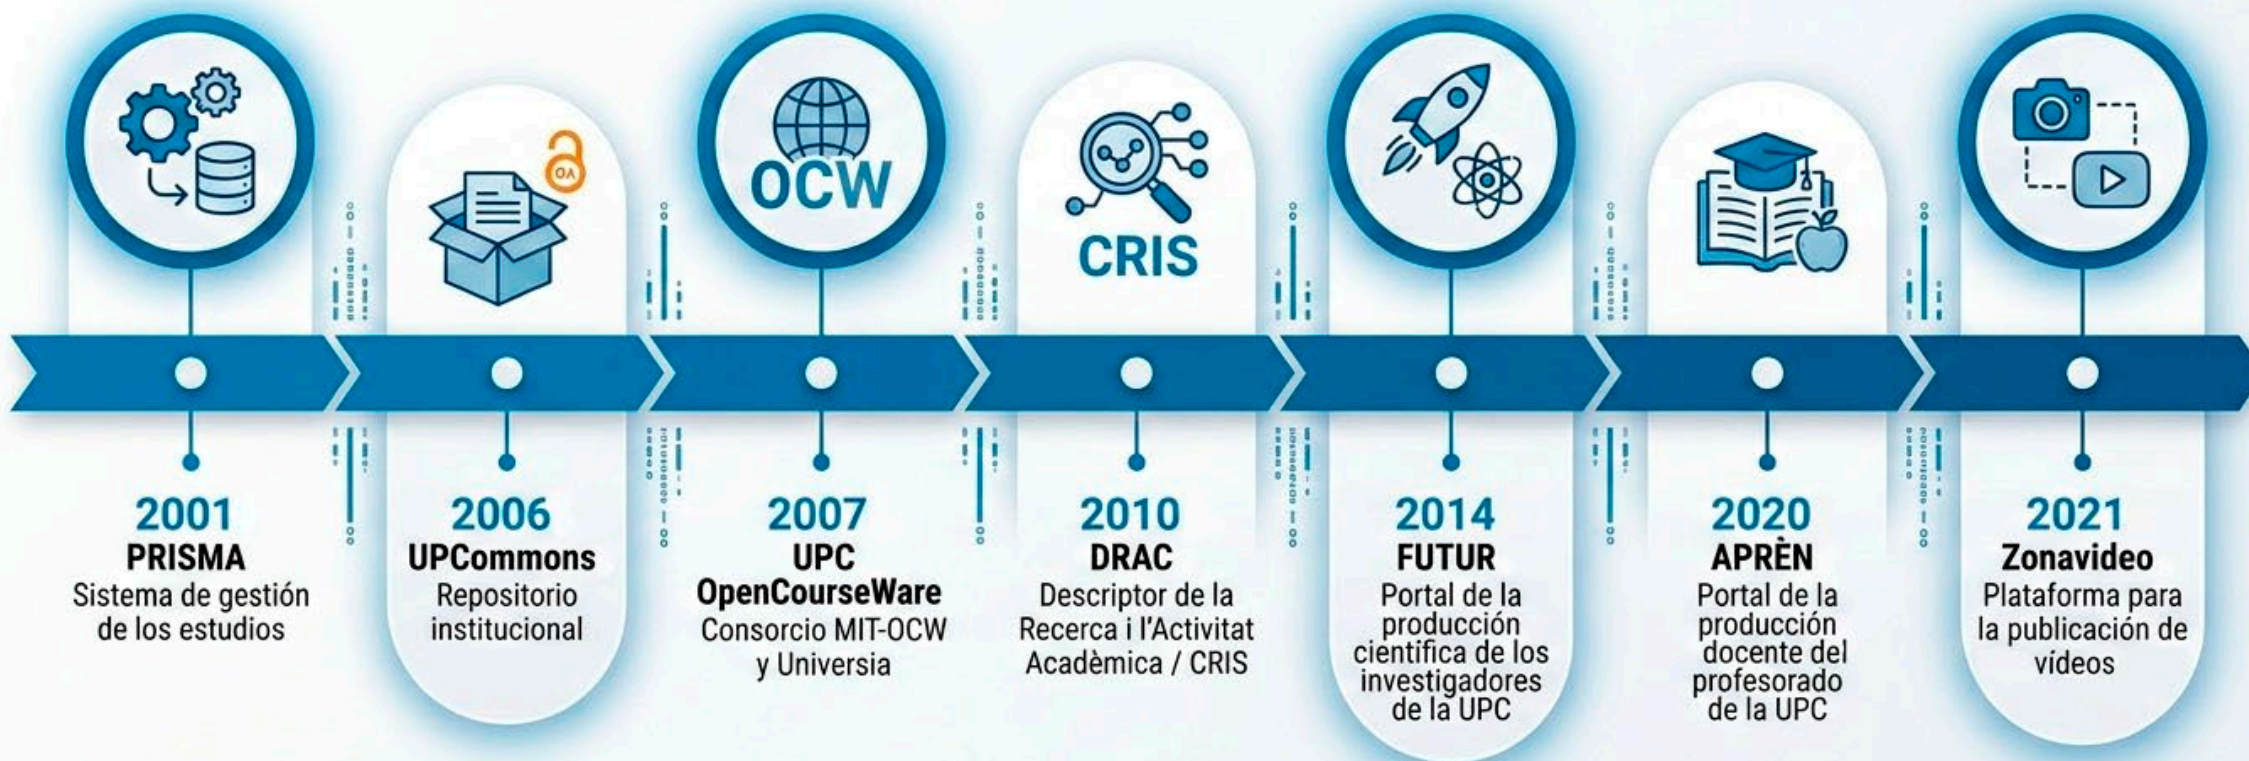 OA
OCW
CRIS
2001
PRISMA
Sistema de gestión
de los estudios
2006
UPCommons
Repositorio
institucional
2007
UPC
OpenCourseWare
Consorcio MIT-OCW
y Universia
2010
DRAC
Descriptor de la
Recerca i l'Activitat
Acadèmica / CRIS
2014
FUTUR
Portal de la
producción
científica de los
investigadores
de la UPC
2020
APRÈN
Portal de la
producción
docente del
profesorado
de la UPC
2021
Zonavideo
Plataforma para
la publicación de
vídeos